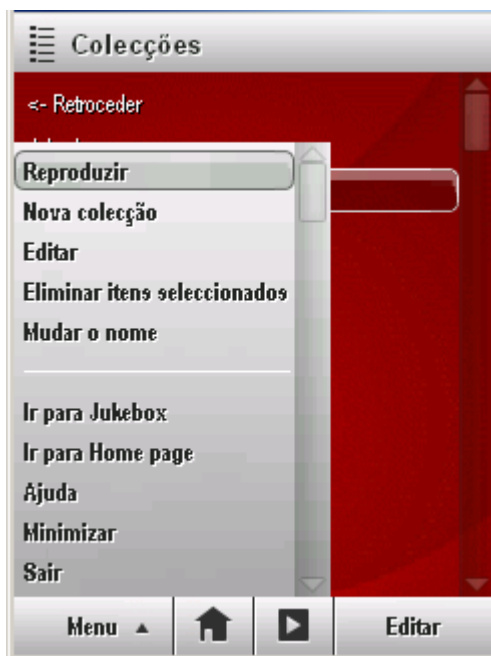 Colecções
<- Retroceder
Reproduzir
Nova colecção
Editar
Eliminar itens seleccionados
Mudar o nome
Ir para Jukebox
Ir para Home page
Ajuda
Minimizar
Sair
Menu
Editar